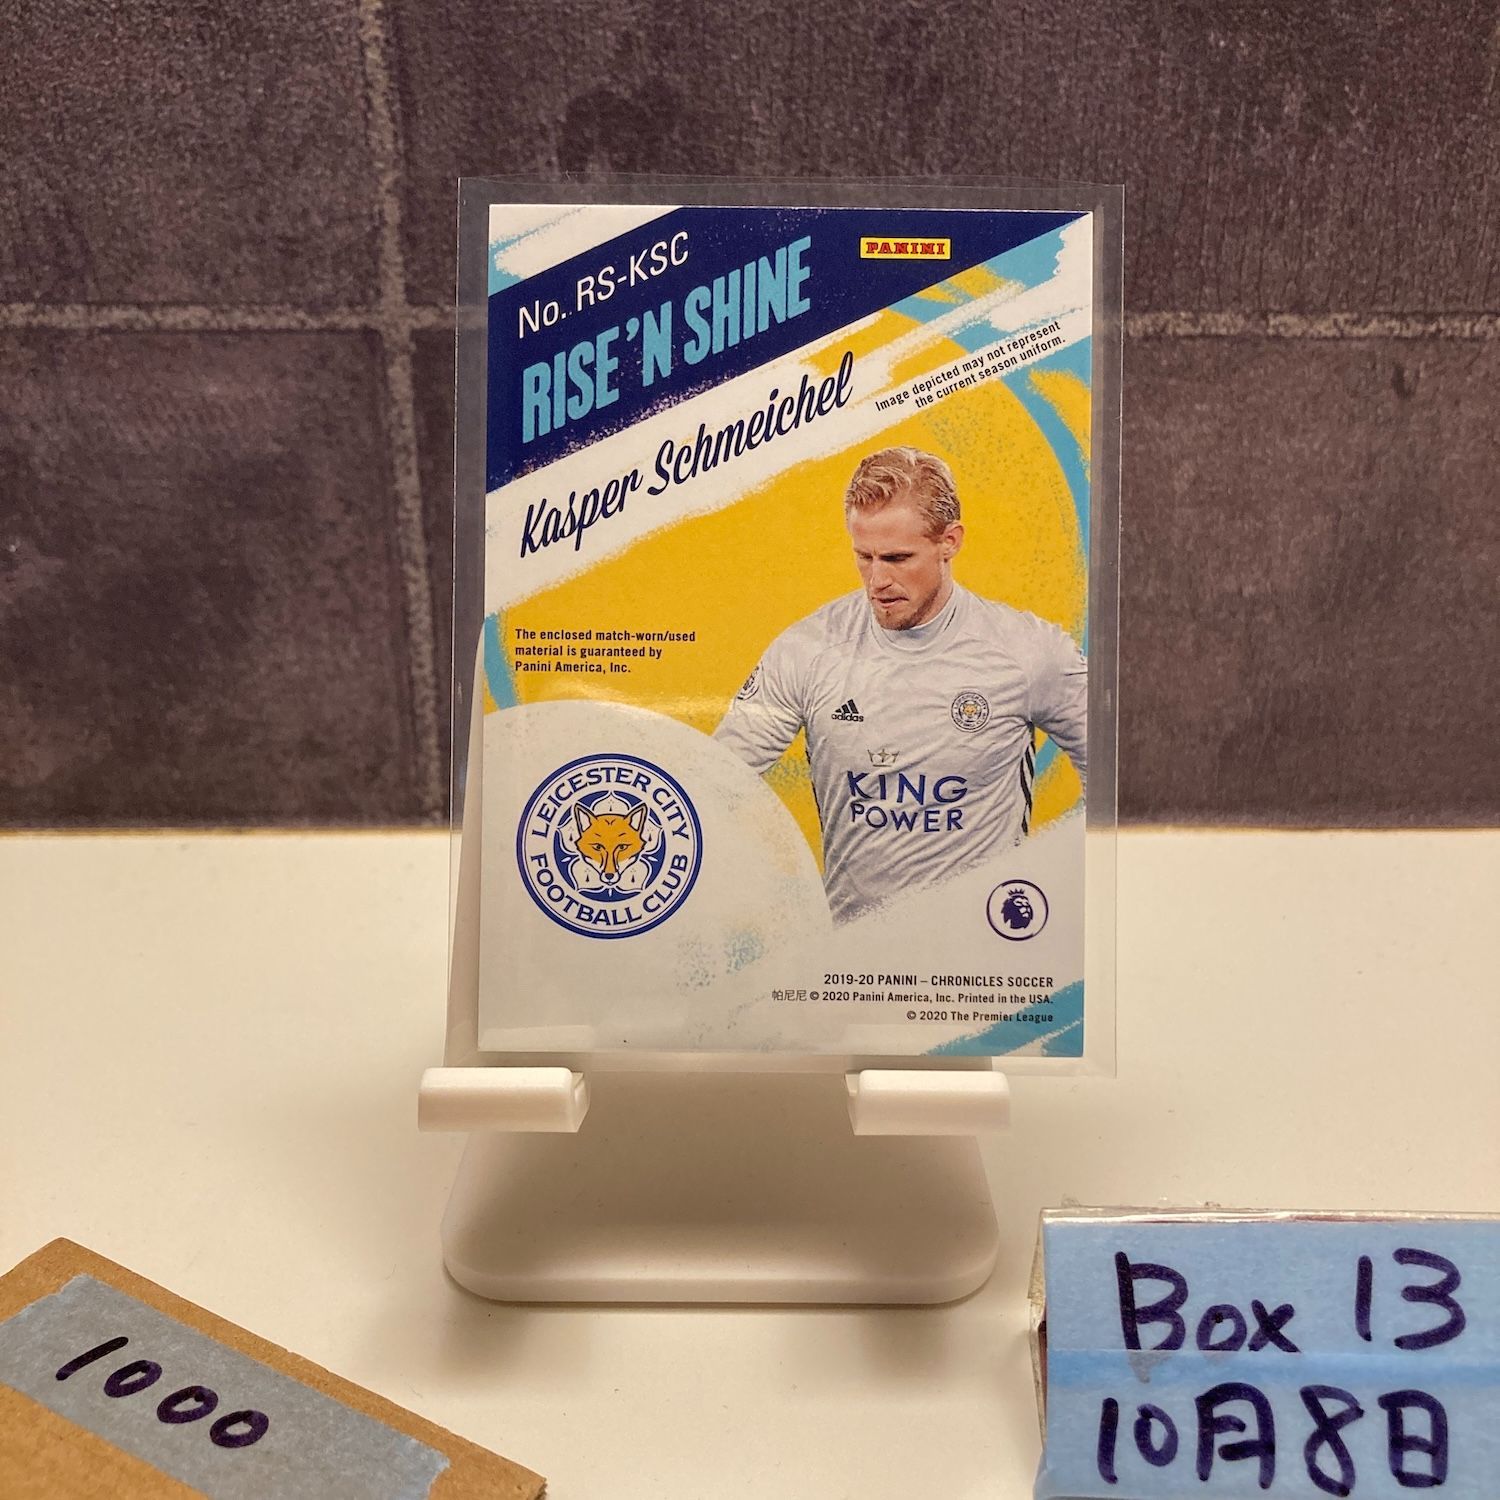 No. RS-KSC
PANINI
RISE 'N SHINE
Kasper Schmeichel
Image depicted may not represent
the current season uniform.
The enclosed match-worn/used
material is guaranteed by
Panini America, Inc.
adidas
KING
POWER
LEICESTER CITY
FOOTBALL CLUB
2019-20 PANINI – CHRONICLES SOCCER
帕尼尼 © 2020 Panini America, Inc. Printed in the USA.
© 2020 The Premier League
1000
Box 13
10月8日